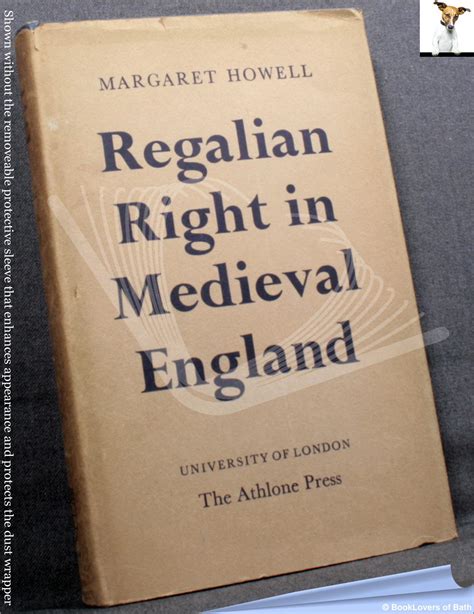 MARGARET HOWELL
Regalian
Right in
Medieval
England
UNIVERSITY OF LONDON
The Athlone Press
Shown without the removeable protective sleeve that enhances appearance and protects the dust wrapper
© BookLovers of Bath